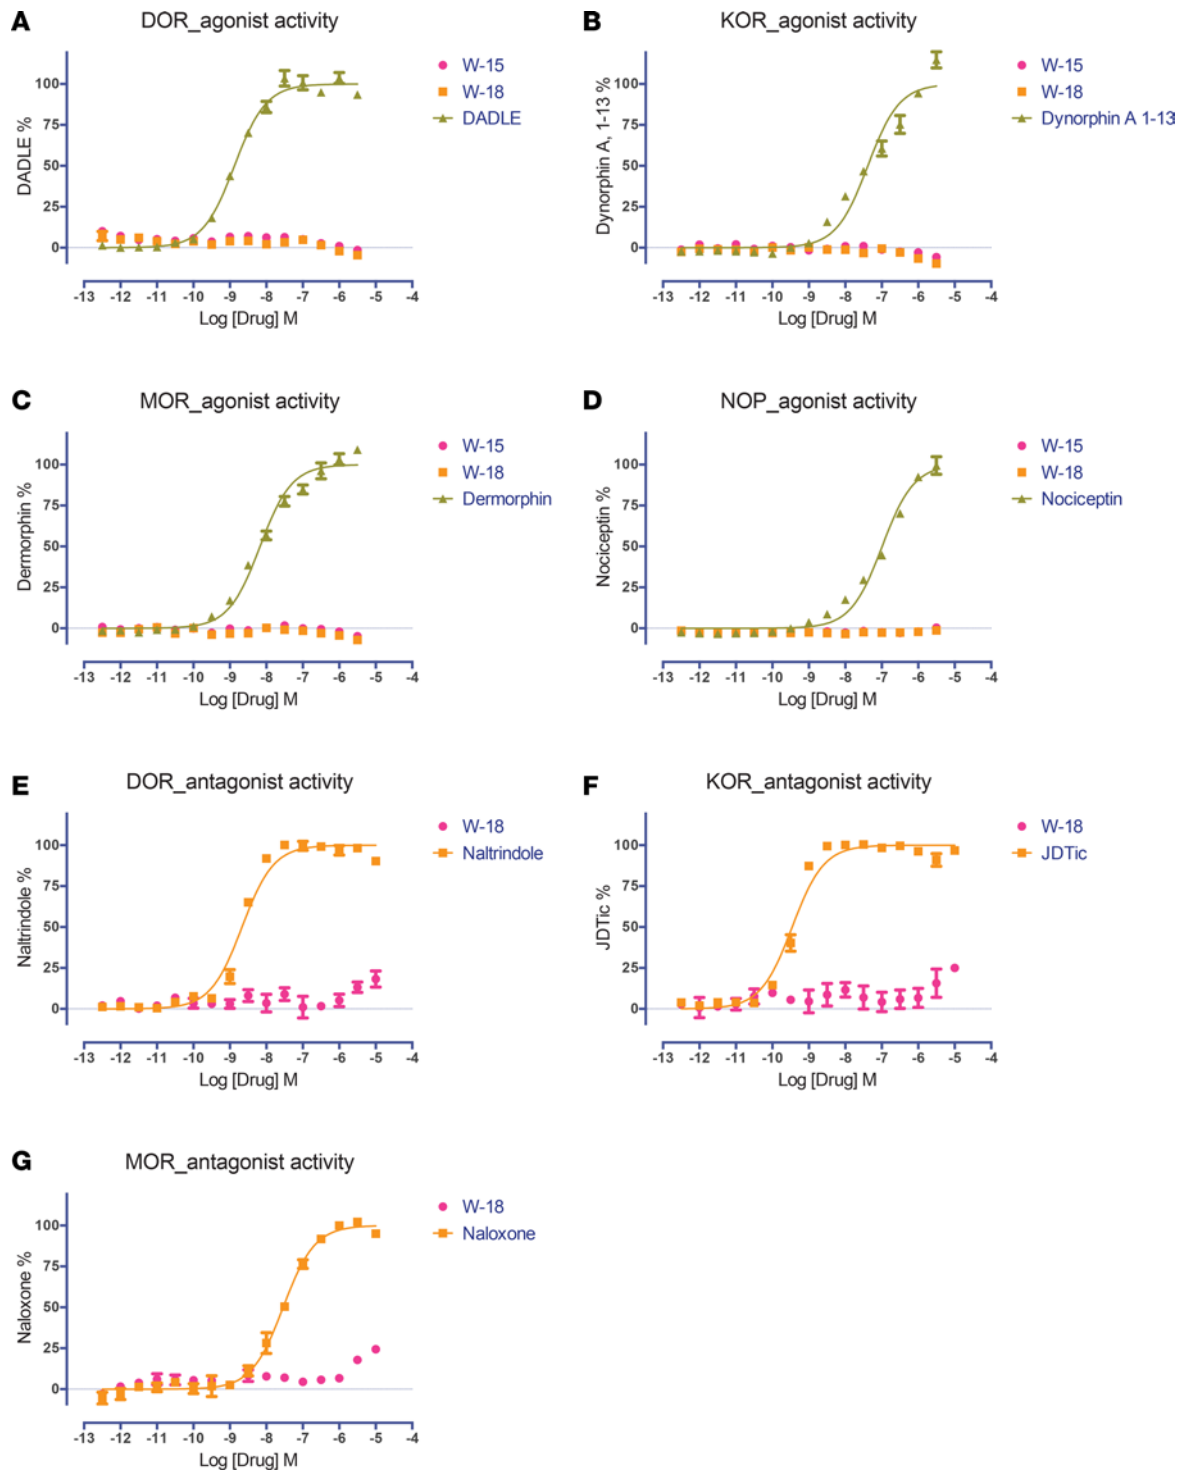 A
DOR_agonist activity
W-15
W-18
DADLE
DADLE %
100
75
50
25
0
-13 -12 -11 -10 -9 -8 -7 -6 -5 -4
Log [Drug] M
B
KOR_agonist activity
W-15
W-18
Dynorphin A 1-13
Dynorphin A, 1-13 %
100
75
50
25
0
-13 -12 -11 -10 -9 -8 -7 -6 -5 -4
Log [Drug] M
C
MOR_agonist activity
W-15
W-18
Dermorphin
Dermorphin %
100
75
50
25
0
-13 -12 -11 -10 -9 -8 -7 -6 -5 -4
Log [Drug] M
D
NOP_agonist activity
W-15
W-18
Nociceptin
Nociceptin %
100
75
50
25
0
-13 -12 -11 -10 -9 -8 -7 -6 -5 -4
Log [Drug] M
E
DOR_antagonist activity
W-18
Naltrindole
Naltrindole %
100
75
50
25
0
-13 -12 -11 -10 -9 -8 -7 -6 -5 -4
Log [Drug] M
F
KOR_antagonist activity
W-18
JDTic
JDTic %
100
75
50
25
0
-13 -12 -11 -10 -9 -8 -7 -6 -5 -4
Log [Drug] M
G
MOR_antagonist activity
W-18
Naloxone
Naloxone %
100
75
50
25
0
-13 -12 -11 -10 -9 -8 -7 -6 -5 -4
Log [Drug] M